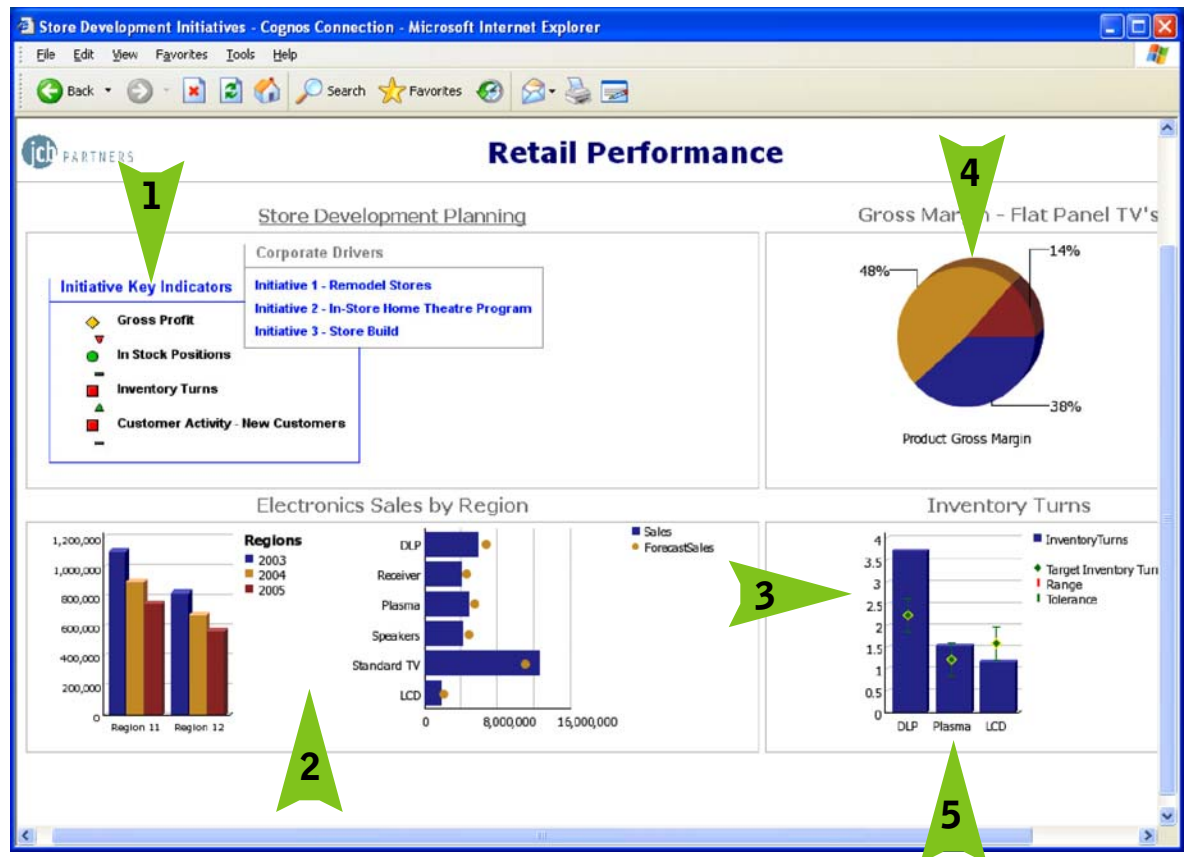 Store Development Initiatives - Cognos Connection - Microsoft Internet Explorer
File Edit View Favorites Tools Help
Back Search Favorites
jcb PARTNERS
Retail Performance
1
4
Store Development Planning
Gross Margin - Flat Panel TV's
Corporate Drivers
Initiative Key Indicators
Initiative 1 - Remodel Stores
Initiative 2 - In-Store Home Theatre Program
Initiative 3 - Store Build
Gross Profit
In Stock Positions
Inventory Turns
Customer Activity - New Customers
48%
14%
38%
Product Gross Margin
Electronics Sales by Region
Inventory Turns
1,200,000
1,000,000
800,000
600,000
400,000
200,000
0
Region 11 Region 12
Regions
2003
2004
2005
DLP
Receiver
Plasma
Speakers
Standard TV
LCD
0 8,000,000 16,000,000
Sales
ForecastSales
2
3
4
3.5
3
2.5
2
1.5
1
0.5
0
DLP Plasma LCD
InventoryTurns
Target Inventory Tun
Range
Tolerance
5